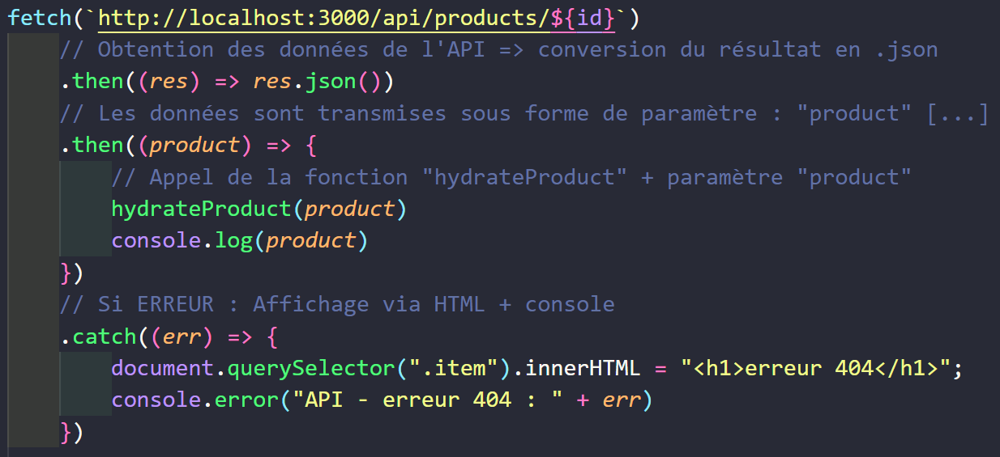 fetch(`http://localhost:3000/api/products/${id}`)
// Obtention des données de l'API => conversion du résultat en .json
.then((res) => res.json())
// Les données sont transmises sous forme de paramètre : "product" [...]
.then((product) => {
// Appel de la fonction "hydrateProduct" + paramètre "product"
hydrateProduct(product)
console.log(product)
})
// Si ERREUR : Affichage via HTML + console
.catch((err) => {
document.querySelector(".item").innerHTML = "<h1>erreur 404</h1>";
console.error("API - erreur 404 : " + err)
})